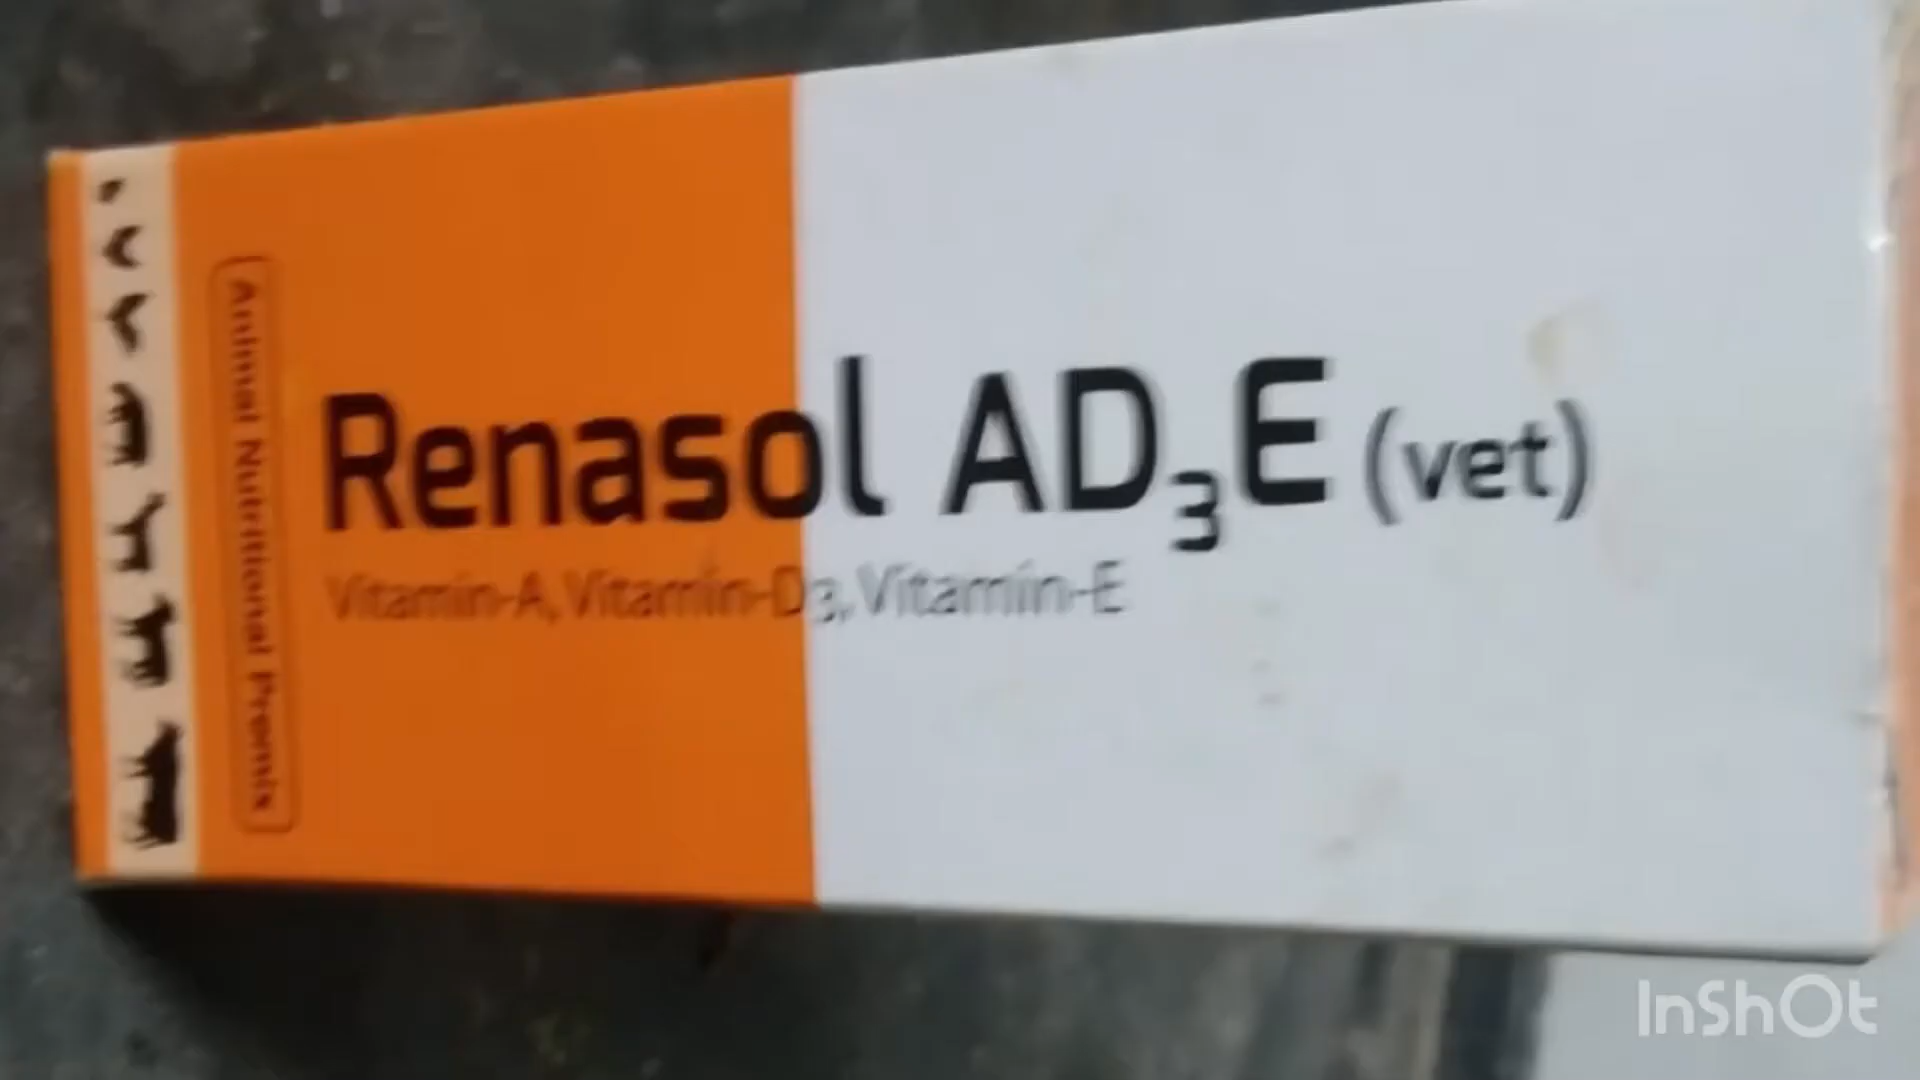 Animal Nutritional Premix
Renasol AD₃E (vet)
Vitamin-A, Vitamin-D3, Vitamin-E
InShOt